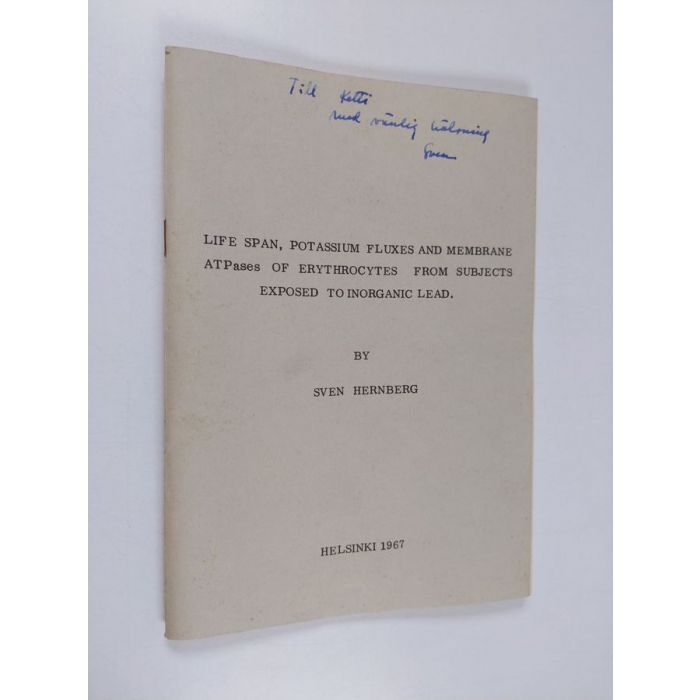 Till Ketti
med vänlig hälsning
Sven
LIFE SPAN, POTASSIUM FLUXES AND MEMBRANE
ATPases OF ERYTHROCYTES FROM SUBJECTS
EXPOSED TO INORGANIC LEAD.
BY
SVEN HERNBERG
HELSINKI 1967